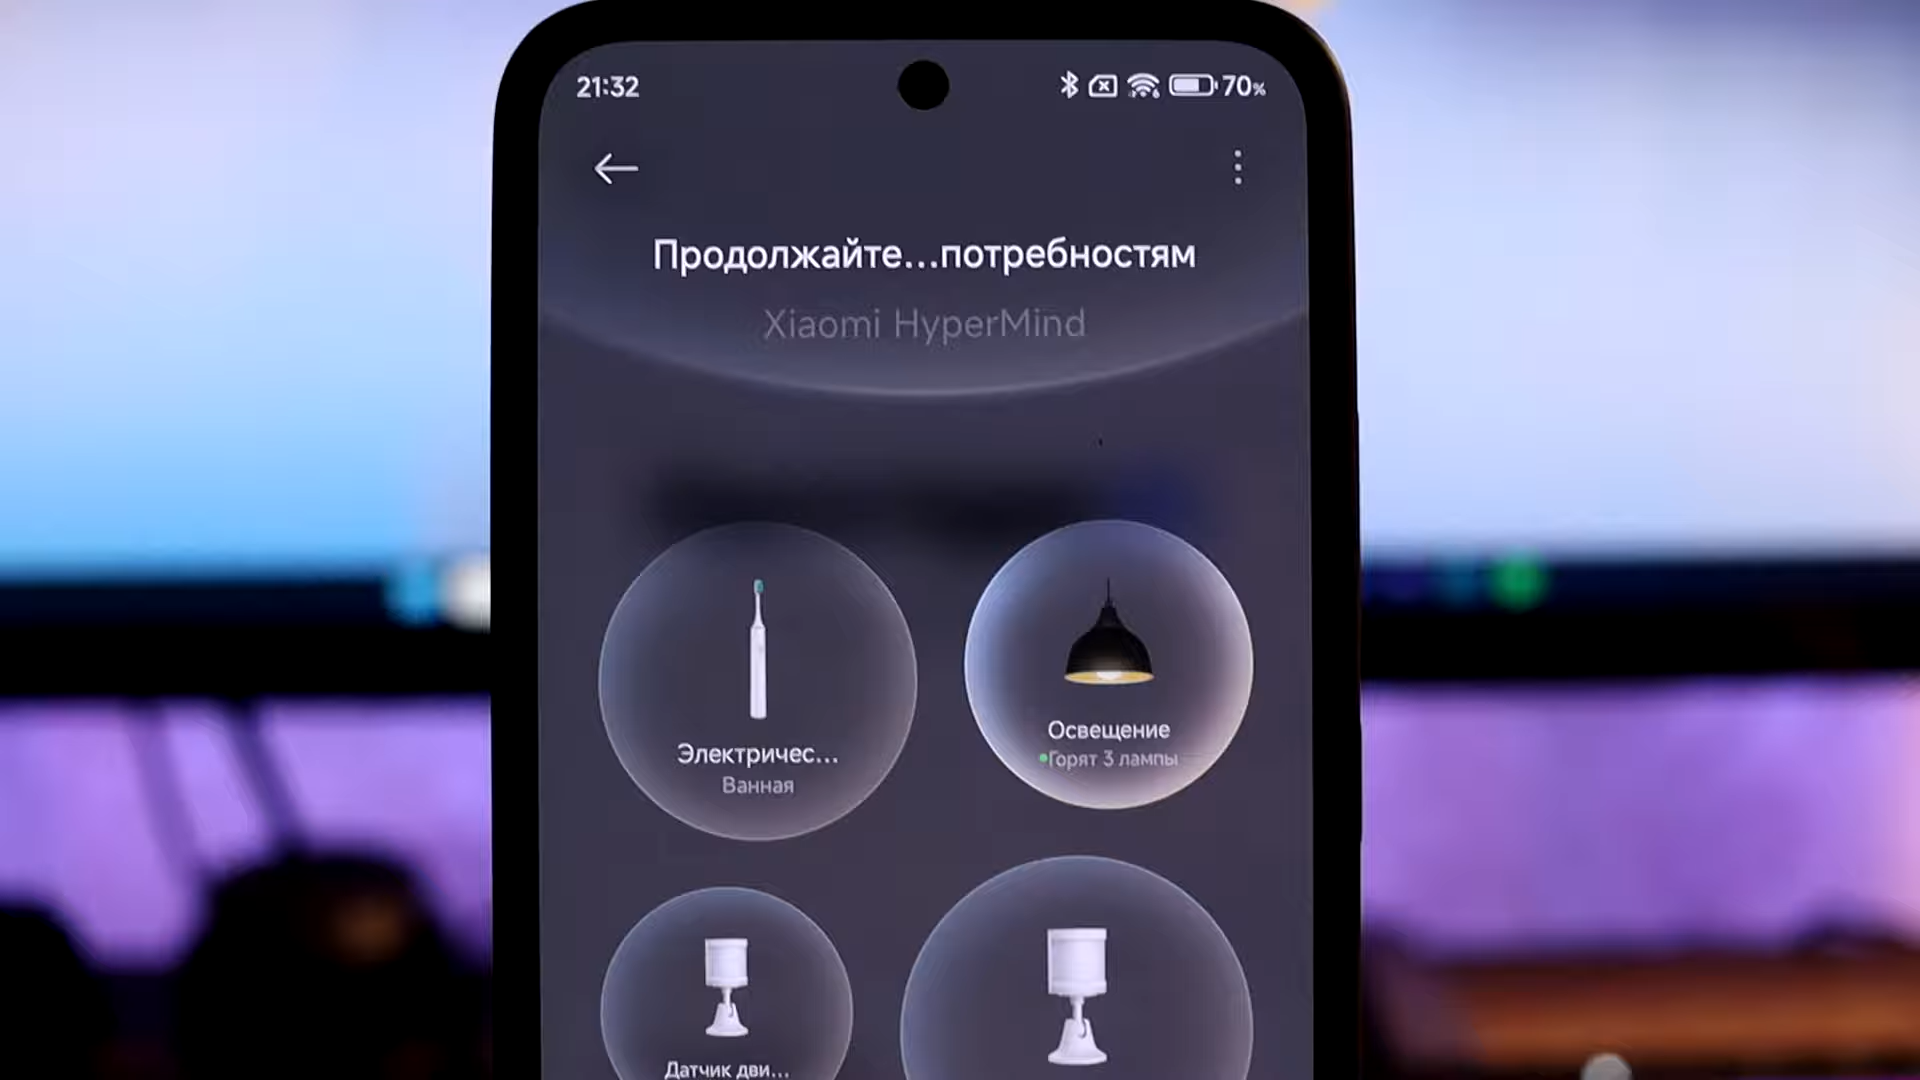 21:32
70%
Продолжайте...потребностям
Xiaomi HyperMind
Электричес...
Ванная
Освещение
Горят 3 лампы
Датчик дви...